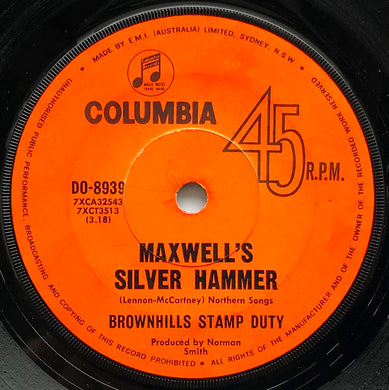 MADE BY E.M.I. (AUSTRALIA) LIMITED, SYDNEY, N.S.W.
COLUMBIA
45
R.P.M.
DO-8939
7XCA32543
7XCT3513
(3.18)
MAXWELL'S
SILVER HAMMER
(Lennon-McCartney) Northern Songs
BROWNHILLS STAMP DUTY
Produced by Norman
Smith
UNAUTHORISED PUBLIC PERFORMANCE, BROADCASTING AND COPYING OF THIS RECORD PROHIBITED • ALL RIGHTS OF THE MANUFACTURER AND OF THE OWNER OF THE RECORDED WORK RESERVED